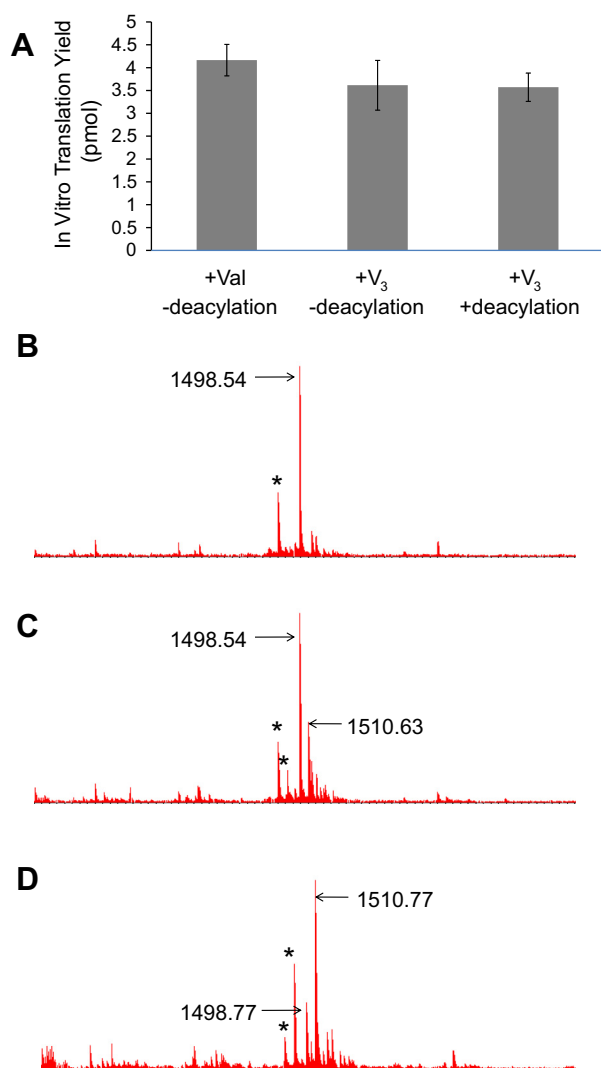 A
In Vitro Translation Yield
(pmol)
5
4.5
4
3.5
3
2.5
2
1.5
1
0.5
0
+Val
-deacylation
+V₃
-deacylation
+V₃
+deacylation
B
1498.54
*
C
1498.54
*
1510.63
*
D
1510.77
*
1498.77
*